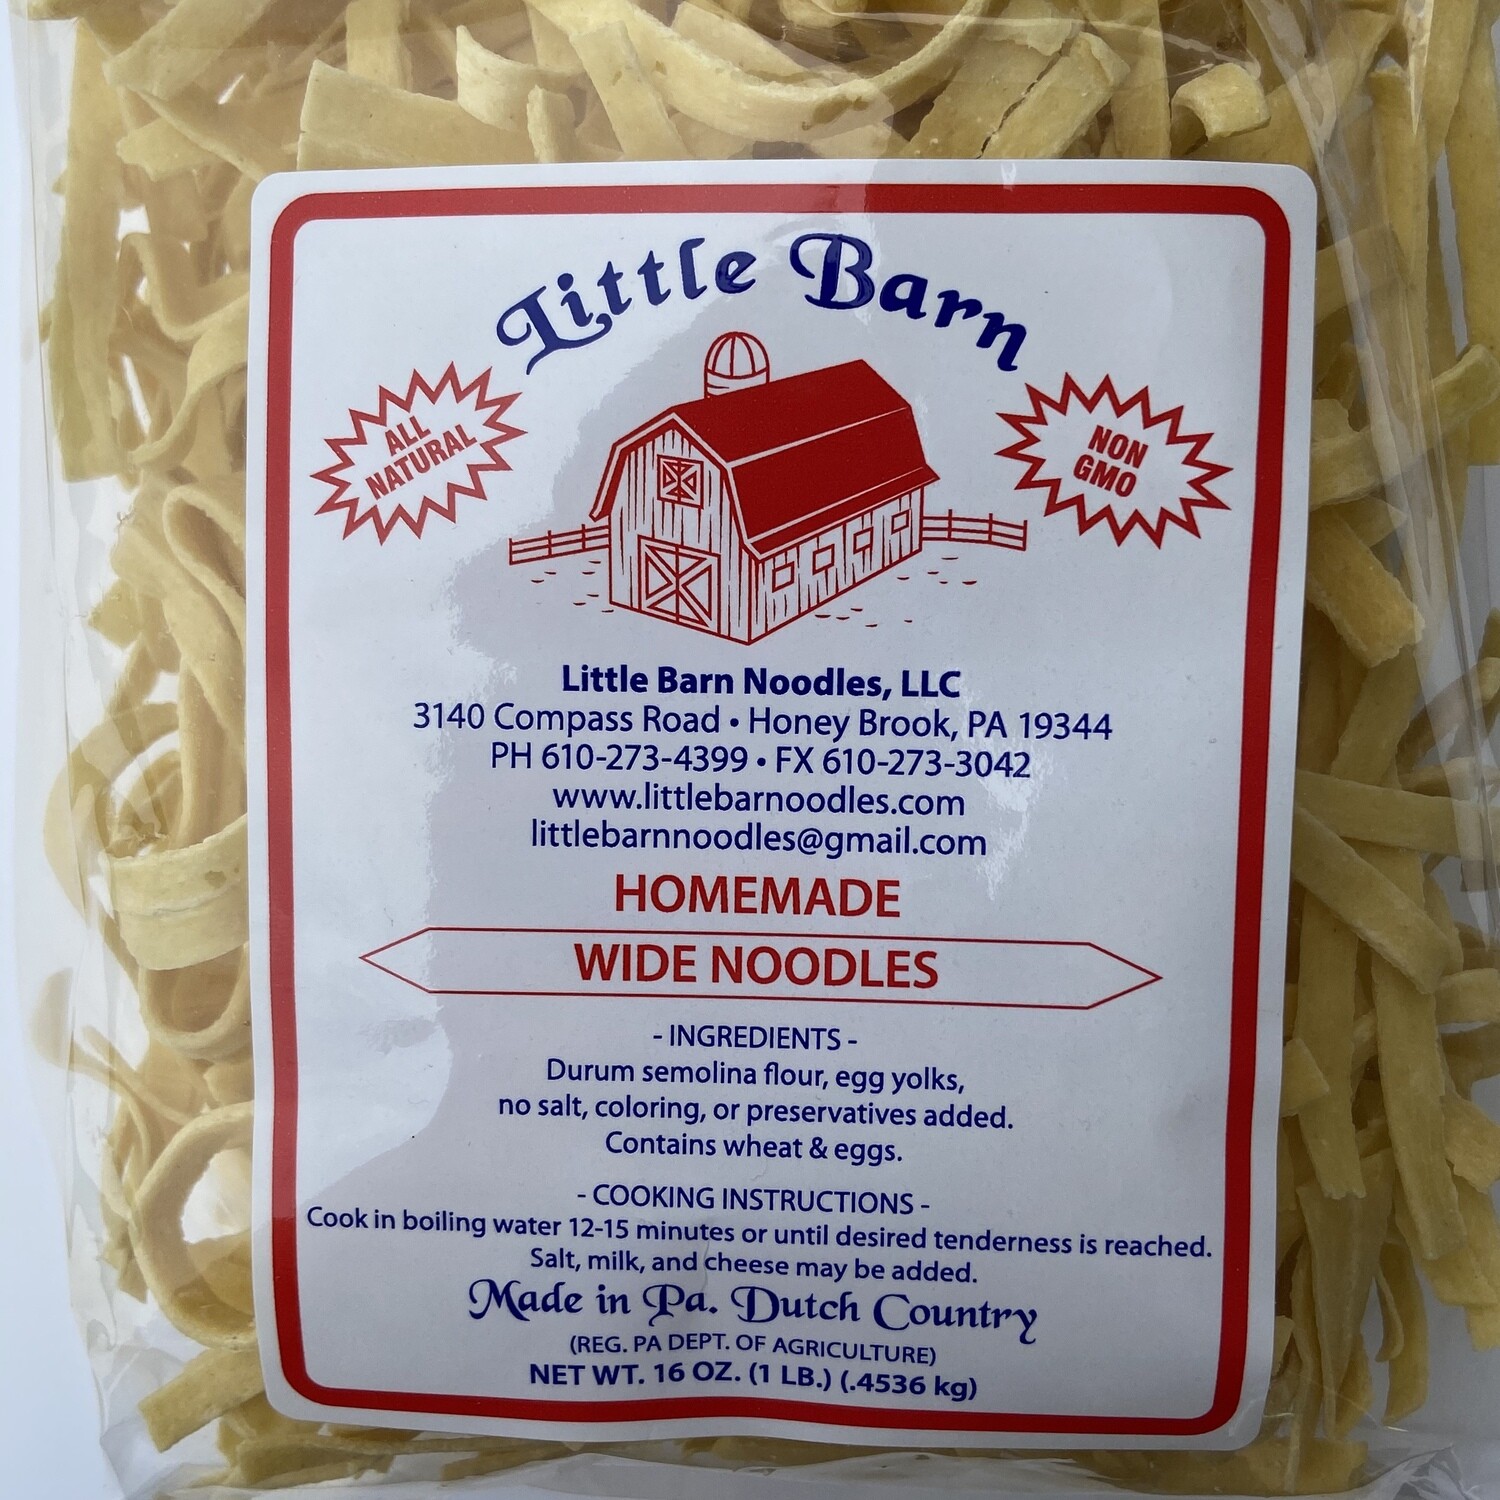 Little Barn
ALL
NATURAL
NON
GMO
Little Barn Noodles, LLC
3140 Compass Road • Honey Brook, PA 19344
PH 610-273-4399 • FX 610-273-3042
www.littlebarnoodles.com
littlebarnnoodles@gmail.com
HOMEMADE
WIDE NOODLES
- INGREDIENTS -
Durum semolina flour, egg yolks,
no salt, coloring, or preservatives added.
Contains wheat & eggs.
- COOKING INSTRUCTIONS -
Cook in boiling water 12-15 minutes or until desired tenderness is reached.
Salt, milk, and cheese may be added.
Made in Pa. Dutch Country
(REG. PA DEPT. OF AGRICULTURE)
NET WT. 16 OZ. (1 LB.) (.4536 kg)